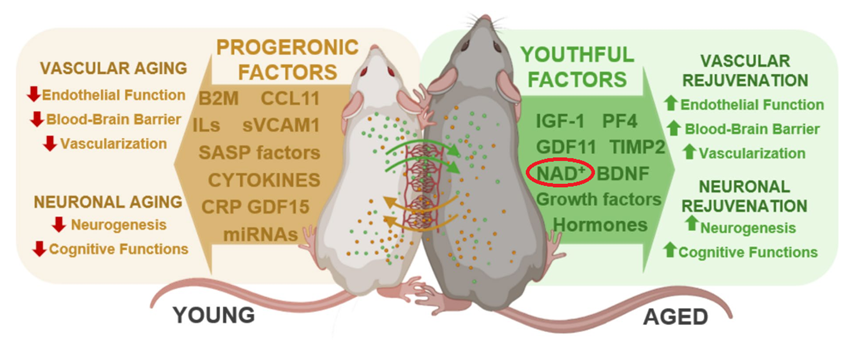 PROGERONIC
FACTORS
VASCULAR AGING
Endothelial Function
Blood-Brain Barrier
Vascularization
NEURONAL AGING
Neurogenesis
Cognitive Functions
B2M CCL11
ILs sVCAM1
SASP factors
CYTOKINES
CRP GDF15
miRNAs
YOUNG
YOUTHFUL
FACTORS
IGF-1 PF4
GDF11 TIMP2
NAD⁺ BDNF
Growth factors
Hormones
VASCULAR
REJUVENATION
Endothelial Function
Blood-Brain Barrier
Vascularization
NEURONAL
REJUVENATION
Neurogenesis
Cognitive Functions
AGED